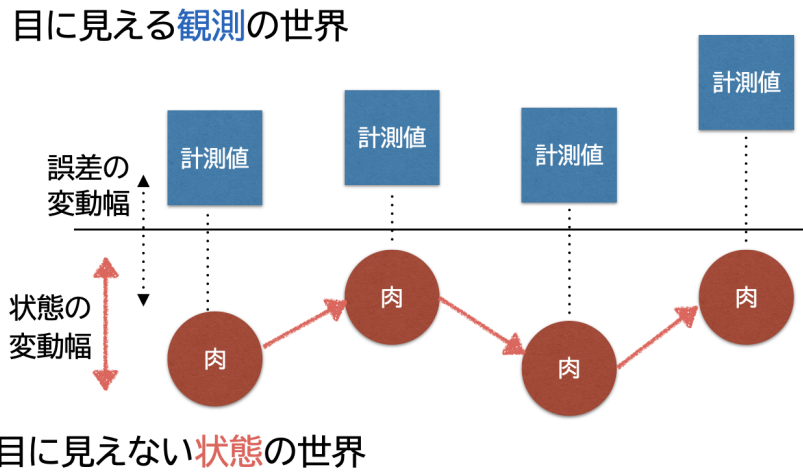 目に見える観測の世界
計測値
計測値
計測値
計測値
誤差の
変動幅
状態の
変動幅
肉
肉
肉
肉
目に見えない状態の世界